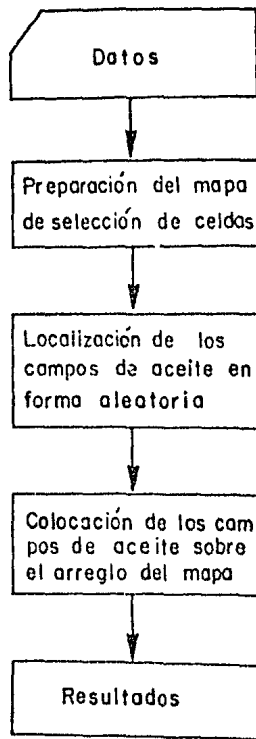 Datos
Preparación del mapa
de selección de celdas
Localización de los
campos de aceite en
forma aleatoria
Colocación de los cam
pos de aceite sobre
el arreglo del mapa
Resultados